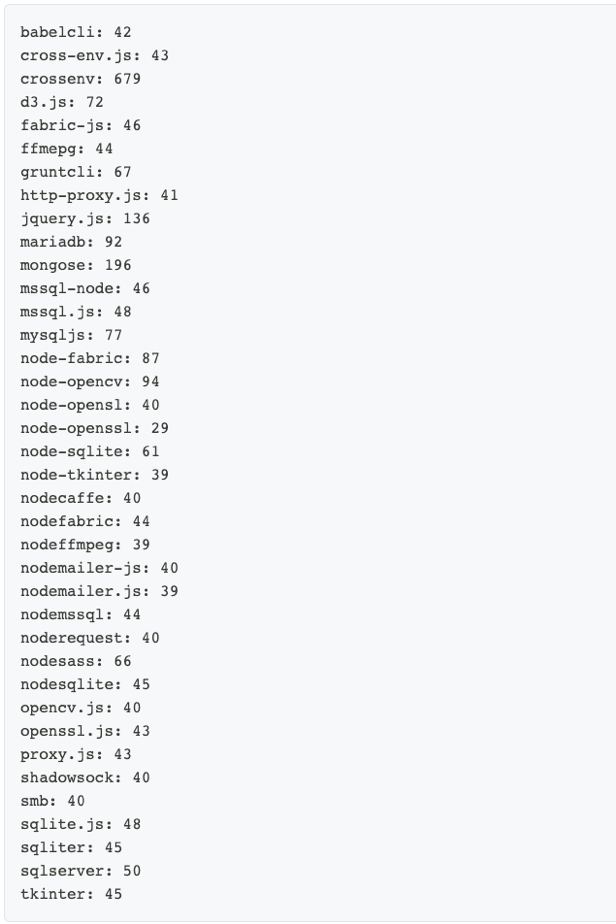 babelcli: 42
cross-env.js: 43
crossenv: 679
d3.js: 72
fabric-js: 46
ffmepg: 44
gruntcli: 67
http-proxy.js: 41
jquery.js: 136
mariadb: 92
mongose: 196
mssql-node: 46
mssql.js: 48
mysqljs: 77
node-fabric: 87
node-opencv: 94
node-opensl: 40
node-openssl: 29
node-sqlite: 61
node-tkinter: 39
nodecaffe: 40
nodefabric: 44
nodeffmpeg: 39
nodemailer-js: 40
nodemailer.js: 39
nodemssql: 44
noderequest: 40
nodesass: 66
nodesqlite: 45
opencv.js: 40
openssl.js: 43
proxy.js: 43
shadowsock: 40
smb: 40
sqlite.js: 48
sqliter: 45
sqlserver: 50
tkinter: 45